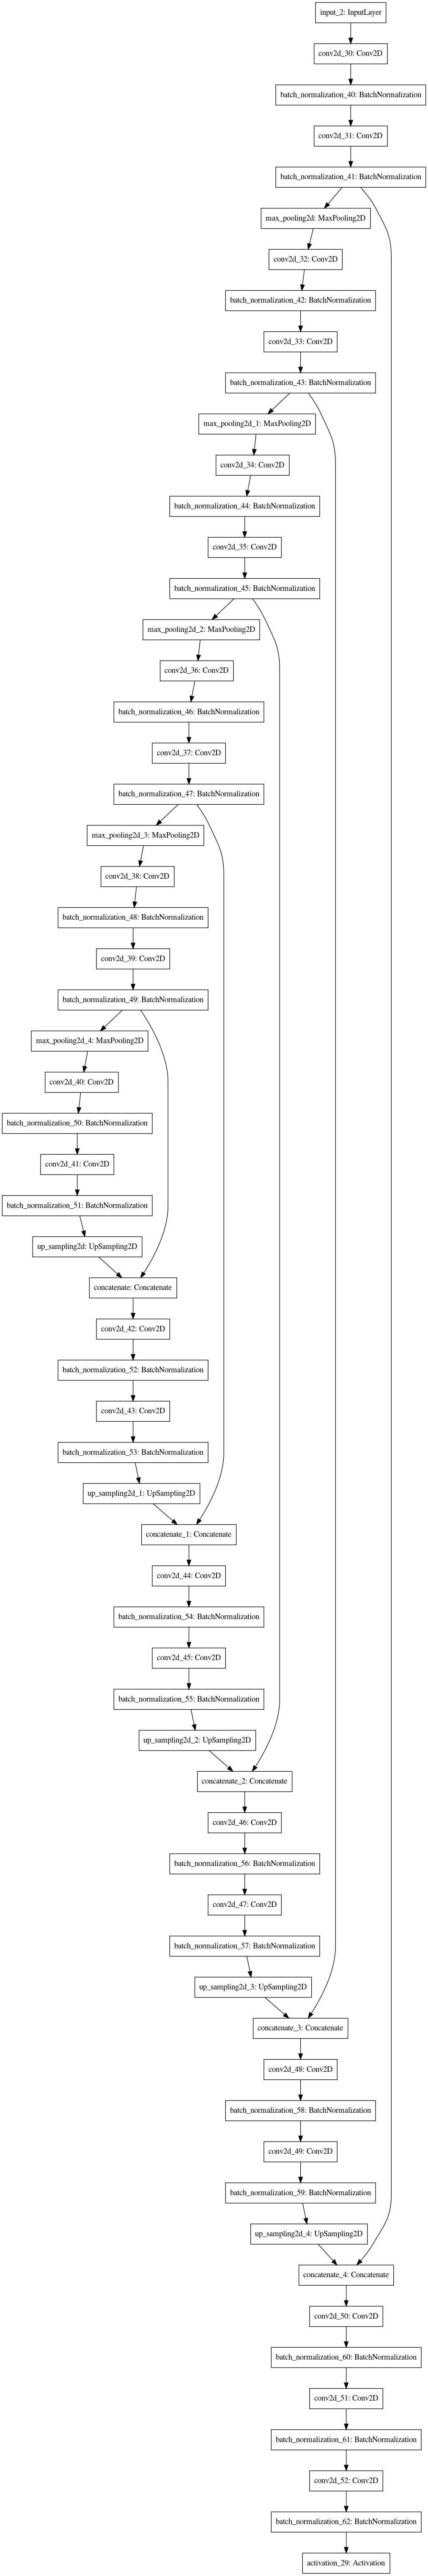 input_2: InputLayer
conv2d_30: Conv2D
batch_normalization_40: BatchNormalization
conv2d_31: Conv2D
batch_normalization_41: BatchNormalization
max_pooling2d: MaxPooling2D
conv2d_32: Conv2D
batch_normalization_42: BatchNormalization
conv2d_33: Conv2D
batch_normalization_43: BatchNormalization
max_pooling2d_1: MaxPooling2D
conv2d_34: Conv2D
batch_normalization_44: BatchNormalization
conv2d_35: Conv2D
batch_normalization_45: BatchNormalization
max_pooling2d_2: MaxPooling2D
conv2d_36: Conv2D
batch_normalization_46: BatchNormalization
conv2d_37: Conv2D
batch_normalization_47: BatchNormalization
max_pooling2d_3: MaxPooling2D
conv2d_38: Conv2D
batch_normalization_48: BatchNormalization
conv2d_39: Conv2D
batch_normalization_49: BatchNormalization
max_pooling2d_4: MaxPooling2D
conv2d_40: Conv2D
batch_normalization_50: BatchNormalization
conv2d_41: Conv2D
batch_normalization_51: BatchNormalization
up_sampling2d: UpSampling2D
concatenate: Concatenate
conv2d_42: Conv2D
batch_normalization_52: BatchNormalization
conv2d_43: Conv2D
batch_normalization_53: BatchNormalization
up_sampling2d_1: UpSampling2D
concatenate_1: Concatenate
conv2d_44: Conv2D
batch_normalization_54: BatchNormalization
conv2d_45: Conv2D
batch_normalization_55: BatchNormalization
up_sampling2d_2: UpSampling2D
concatenate_2: Concatenate
conv2d_46: Conv2D
batch_normalization_56: BatchNormalization
conv2d_47: Conv2D
batch_normalization_57: BatchNormalization
up_sampling2d_3: UpSampling2D
concatenate_3: Concatenate
conv2d_48: Conv2D
batch_normalization_58: BatchNormalization
conv2d_49: Conv2D
batch_normalization_59: BatchNormalization
up_sampling2d_4: UpSampling2D
concatenate_4: Concatenate
conv2d_50: Conv2D
batch_normalization_60: BatchNormalization
conv2d_51: Conv2D
batch_normalization_61: BatchNormalization
conv2d_52: Conv2D
batch_normalization_62: BatchNormalization
activation_29: Activation